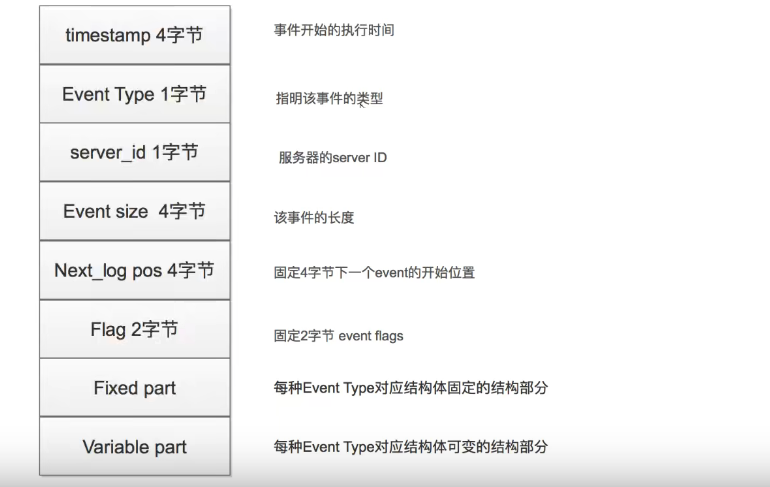 timestamp 4字节
事件开始的执行时间
Event Type 1字节
指明该事件的类型
server_id 1字节
服务器的server ID
Event size 4字节
该事件的长度
Next_log pos 4字节
固定4字节下一个event的开始位置
Flag 2字节
固定2字节 event flags
Fixed part
每种Event Type对应结构体固定的结构部分
Variable part
每种Event Type对应结构体可变的结构部分